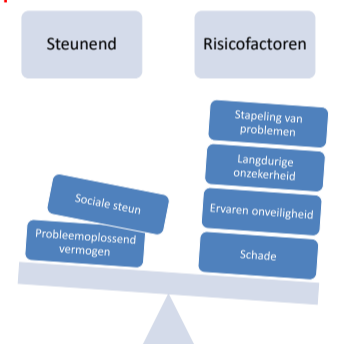 Steunend
Risicofactoren
Stapeling van
problemen
Langdurige
onzekerheid
Sociale steun
Ervaren onveiligheid
Probleemoplossend
vermogen
Schade